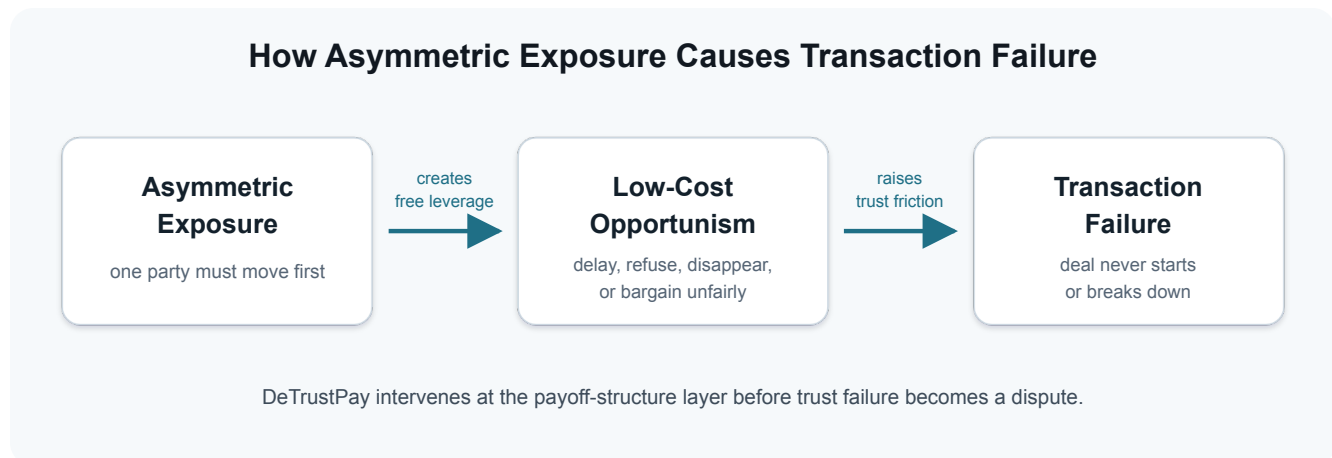 How Asymmetric Exposure Causes Transaction Failure
Asymmetric
Exposure
one party must move first
creates
free leverage
Low-Cost
Opportunism
delay, refuse, disappear,
or bargain unfairly
raises
trust friction
Transaction
Failure
deal never starts
or breaks down
DeTrustPay intervenes at the payoff-structure layer before trust failure becomes a dispute.